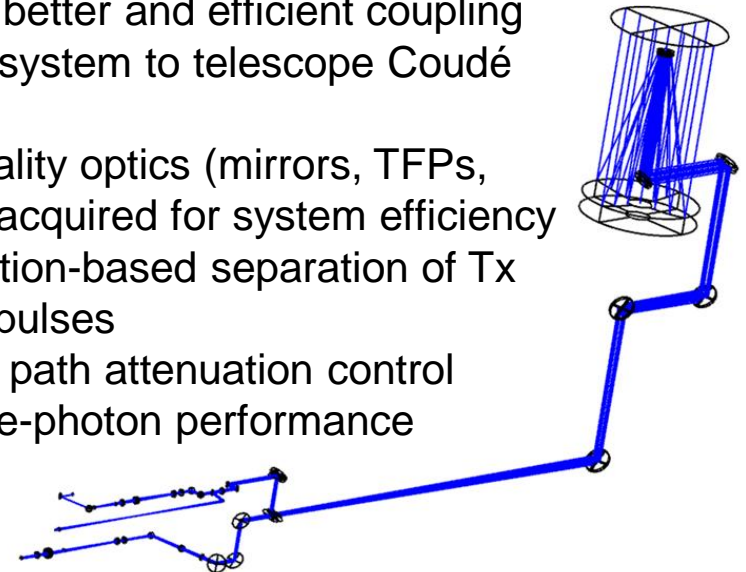 better and efficient coupling
system to telescope Coudé
ality optics (mirrors, TFPs,
acquired for system efficiency
tion-based separation of Tx
pulses
path attenuation control
e-photon performance